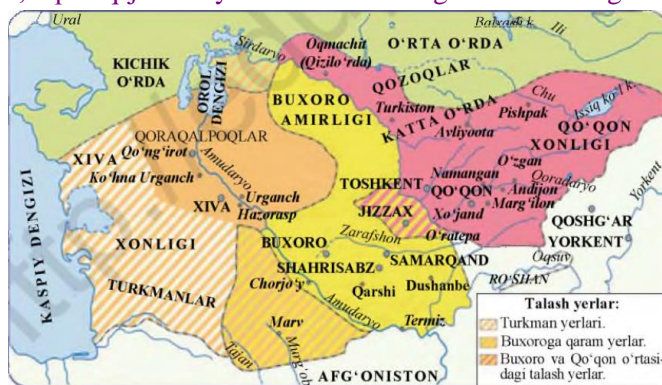 Ural
Balxash k.
Ili
Sirdaryo
Oqmachit
(Qizilo‘rda)
O‘RTA O‘RDA
KICHIK
O‘RDA
OROL
DENGIZI
QOZOQLAR
BUXORO
AMIRLIGI
Turkiston
KATTA O‘RDA
Chu
Pishpak
Issiq ko‘l k.
Avliyoota
QO‘QON
XONLIGI
QORAQALPOQLAR
Qo‘ng‘irot
Amudaryo
XIVA
Ko‘hna Urganch
O‘zgan
Namangan
Qoradaryo
TOSHKENT
QO‘QON
Andijon
Marg‘ilon
Urganch
XIVA
Hazorasp
JIZZAX
Xo‘jand
O‘ratepa
QOSHG‘AR
YORKENT
Yorkent
KASPIY DENGIZI
XONLIGI
BUXORO
Zarafshon
SAMARQAND
SHAHRISABZ
Oqsuv
RO‘SHAN
TURKMANLAR
Chorjo‘y
Qarshi
Dushanbe
Amudaryo
Termiz
Marv
Tajan
Murg‘ob
AFG‘ONISTON
Talash yerlar:
Turkman yerlari.
Buxoroga qaram yerlar.
Buxoro va Qo‘qon o‘rtasi-
dagi talash yerlar.